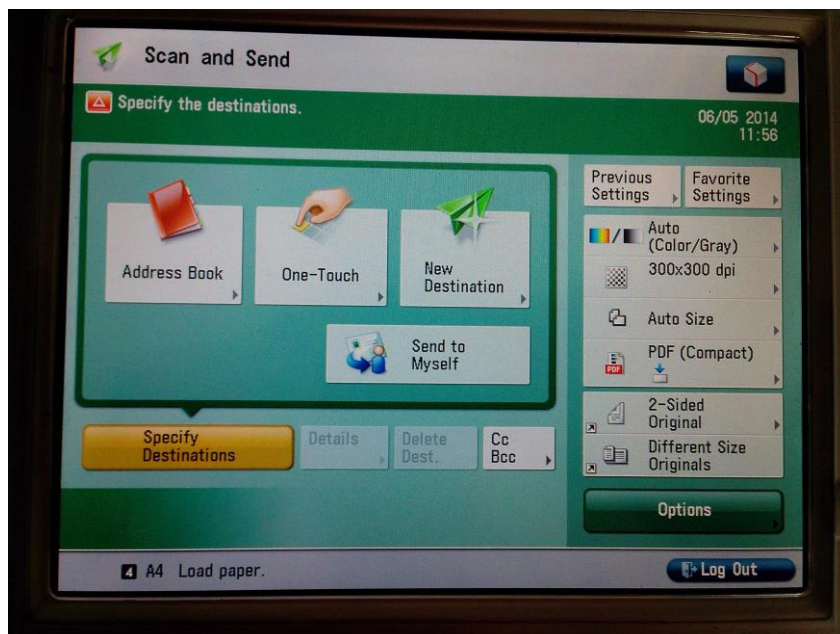 Scan and Send
Specify the destinations.
06/05 2014
11:56
Previous
Settings
Favorite
Settings
Address Book
One-Touch
New
Destination
Send to
Myself
Auto
(Color/Gray)
300x300 dpi
Auto Size
PDF
PDF (Compact)
2-Sided
Original
Different Size
Originals
Specify
Destinations
Details
Delete
Dest.
Cc
Bcc
Options
4 A4 Load paper.
Log Out